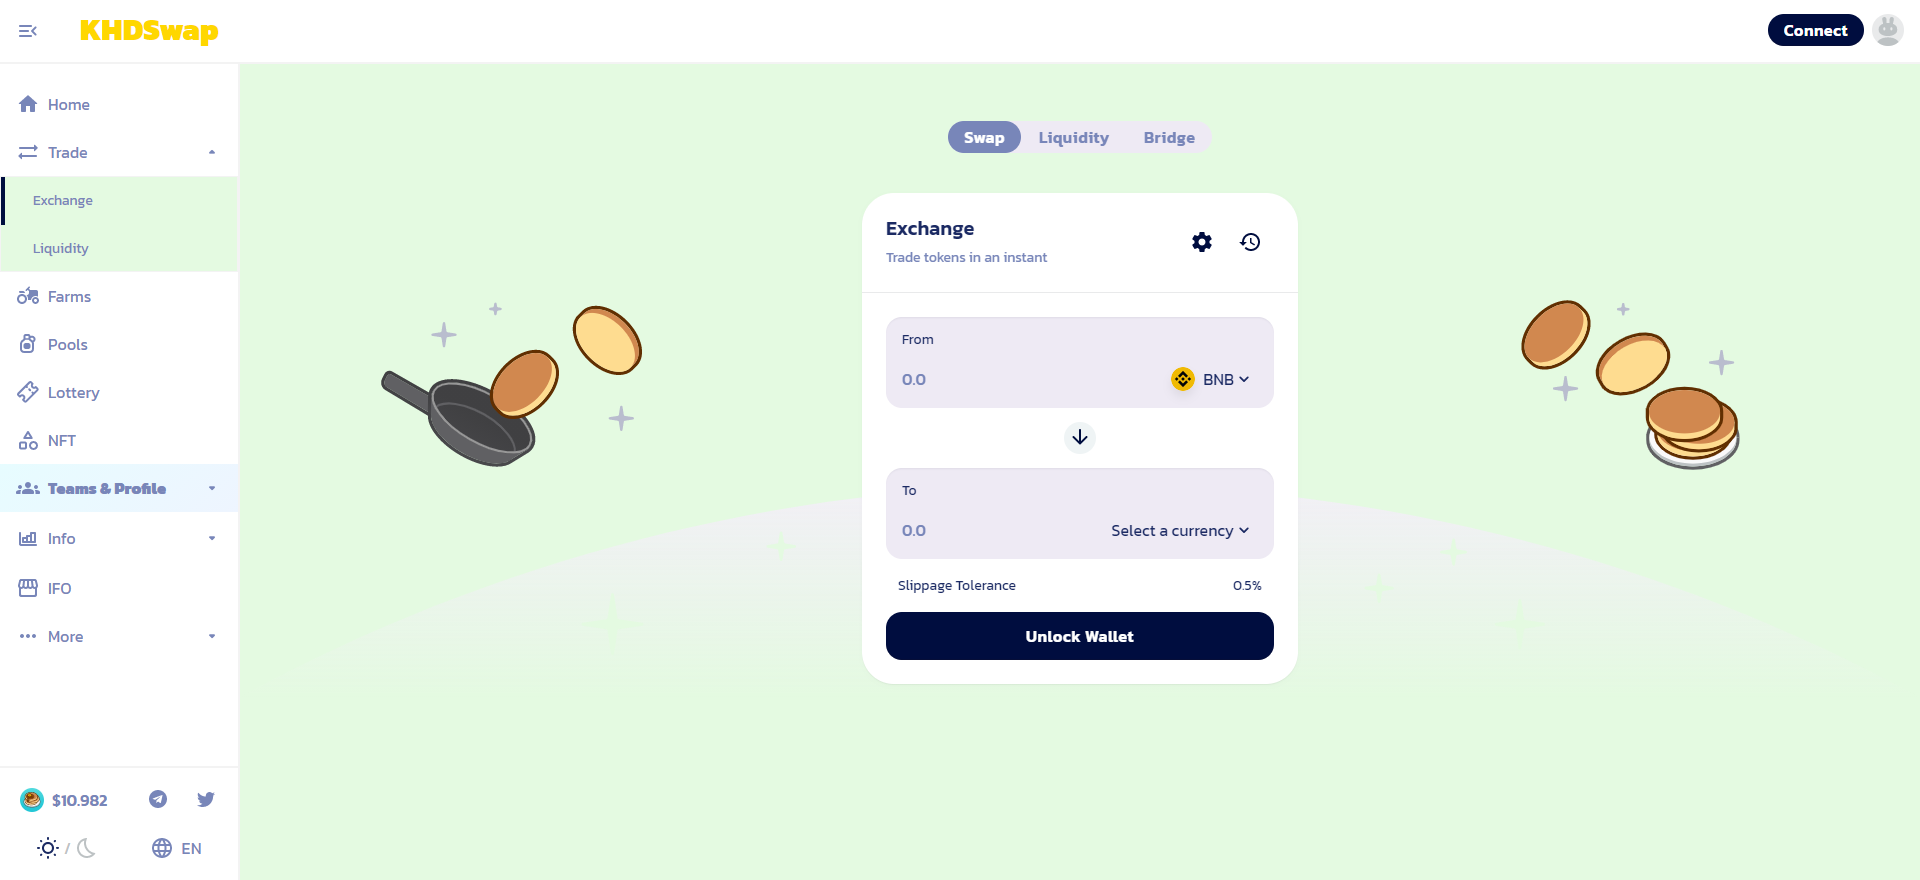 KHDSwap
Connect
Home
Trade
Exchange
Liquidity
Farms
Pools
Lottery
NFT
Teams & Profile
Info
IFO
More
$10.982
/
EN
Swap Liquidity Bridge
Exchange
Trade tokens in an instant
From
0.0 BNB
To
0.0 Select a currency
Slippage Tolerance 0.5%
Unlock Wallet